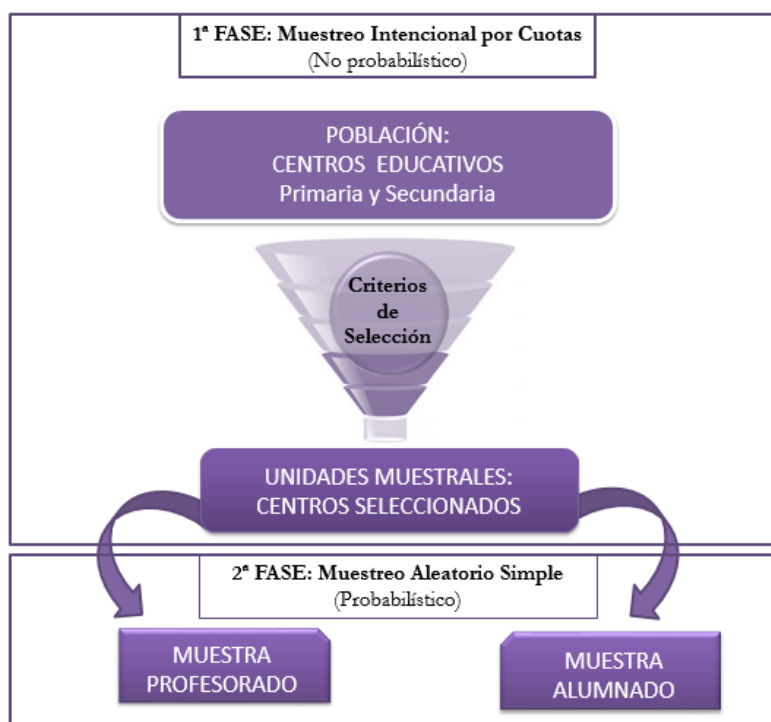 1ª FASE: Muestreo Intencional por Cuotas
(No probabilístico)
POBLACIÓN:
CENTROS EDUCATIVOS
Primaria y Secundaria
Criterios
de
Selección
UNIDADES MUESTRALES:
CENTROS SELECCIONADOS
2ª FASE: Muestreo Aleatorio Simple
(Probabilístico)
MUESTRA
PROFESORADO
MUESTRA
ALUMNADO